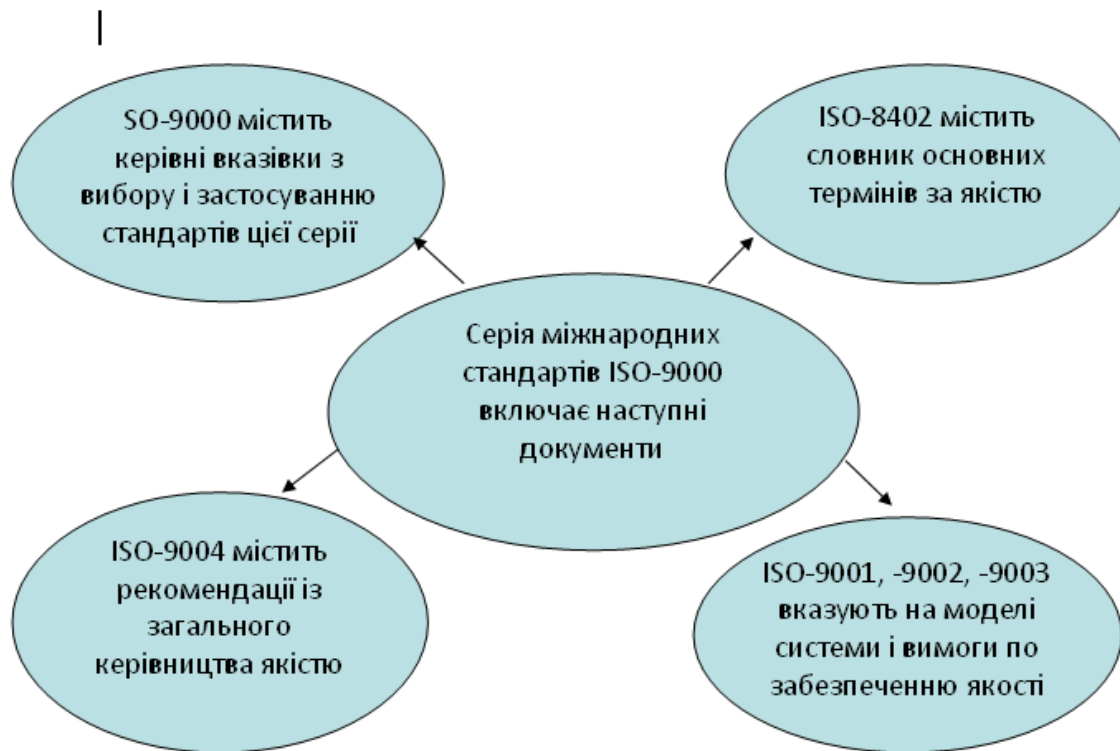 SO-9000 містить
керівні вказівки з
вибору і застосуванню
стандартів цієї серії
ISO-8402 містить
словник основних
термінів за якістю
Серія міжнародних
стандартів ISO-9000
включає наступні
документи
ISO-9004 містить
рекомендації із
загального
керівництва якістю
ISO-9001, -9002, -9003
вказують на моделі
системи і вимоги по
забезпеченню якості